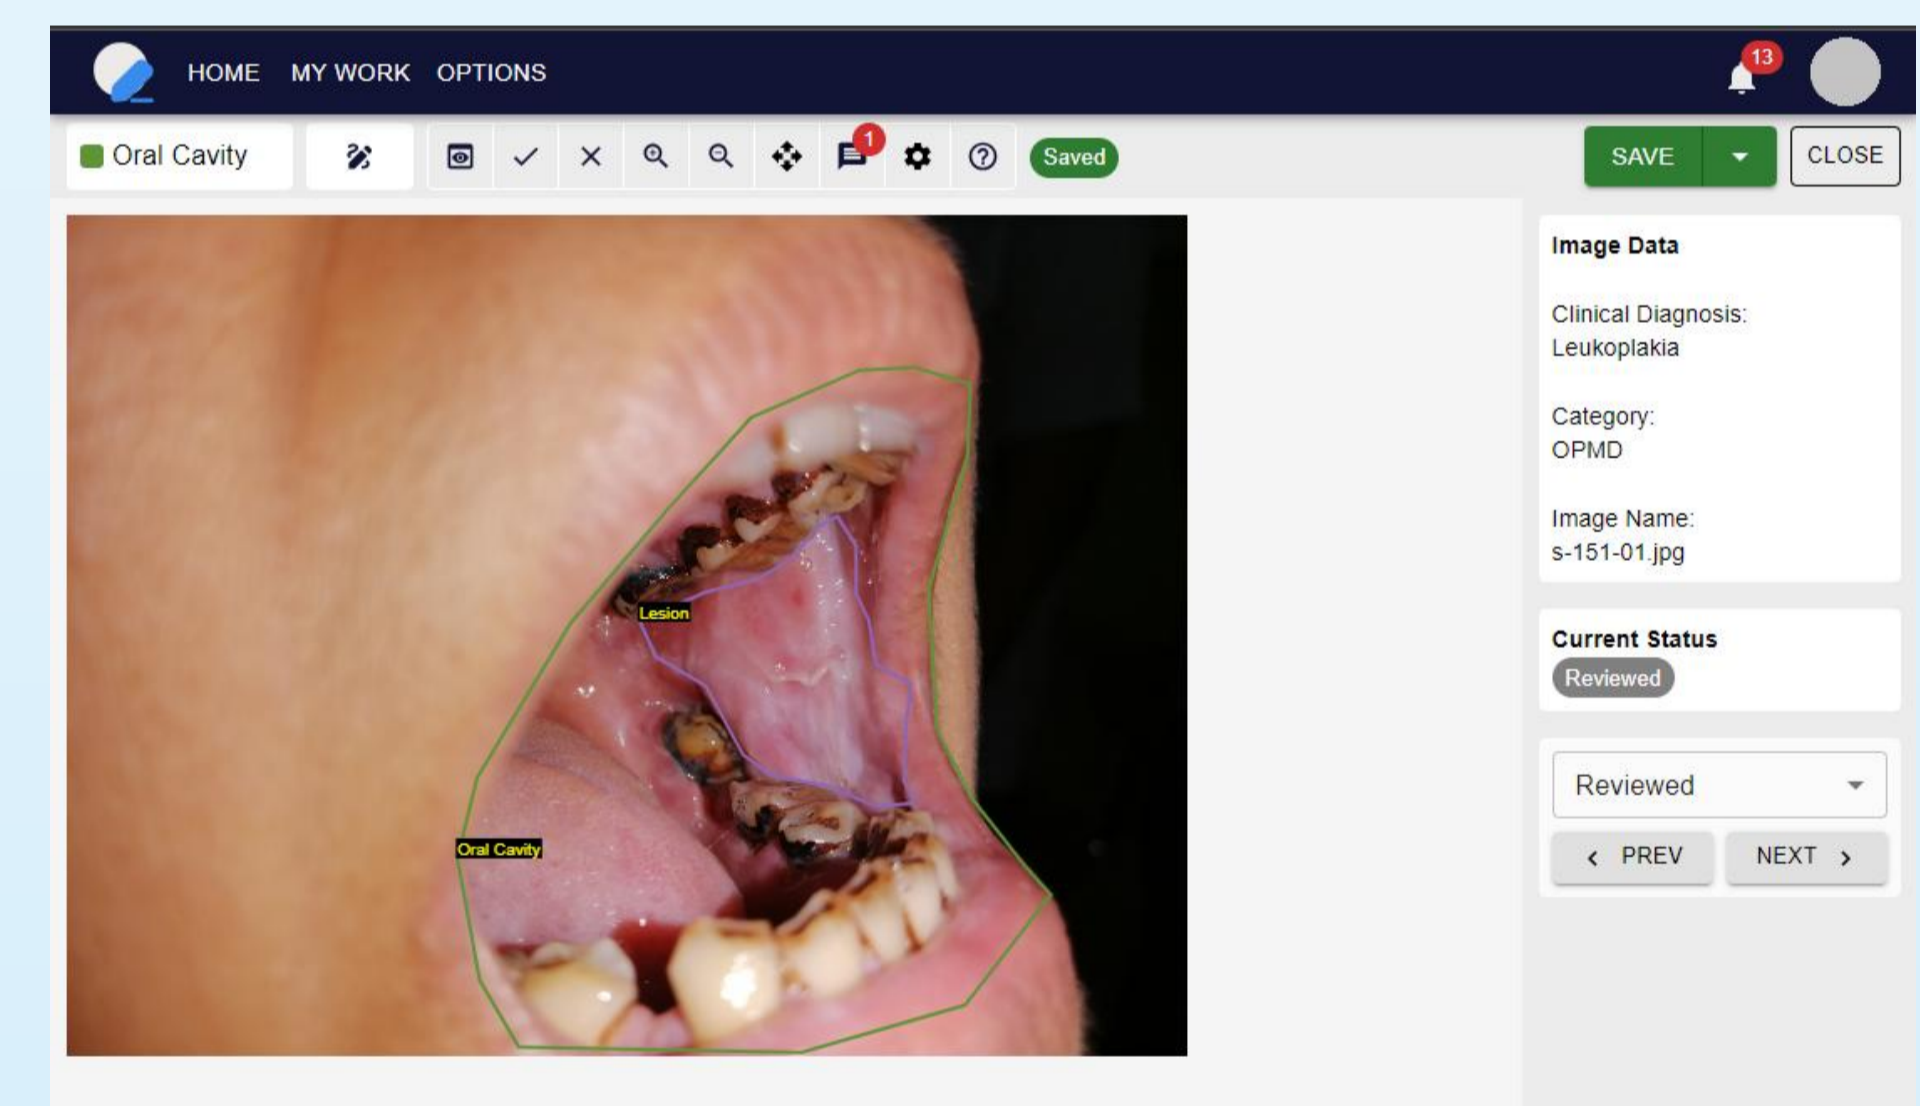 HOME MY WORK OPTIONS 13
Oral Cavity 1 Saved SAVE CLOSE
Image Data
Clinical Diagnosis:
Leukoplakia
Category:
OPMD
Image Name:
s-151-01.jpg
Lesion
Current Status
Reviewed
Reviewed
PREV NEXT
Oral Cavity